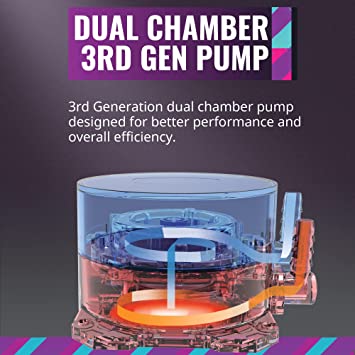 DUAL CHAMBER
3RD GEN PUMP
3rd Generation dual chamber pump
designed for better performance and
overall efficiency.